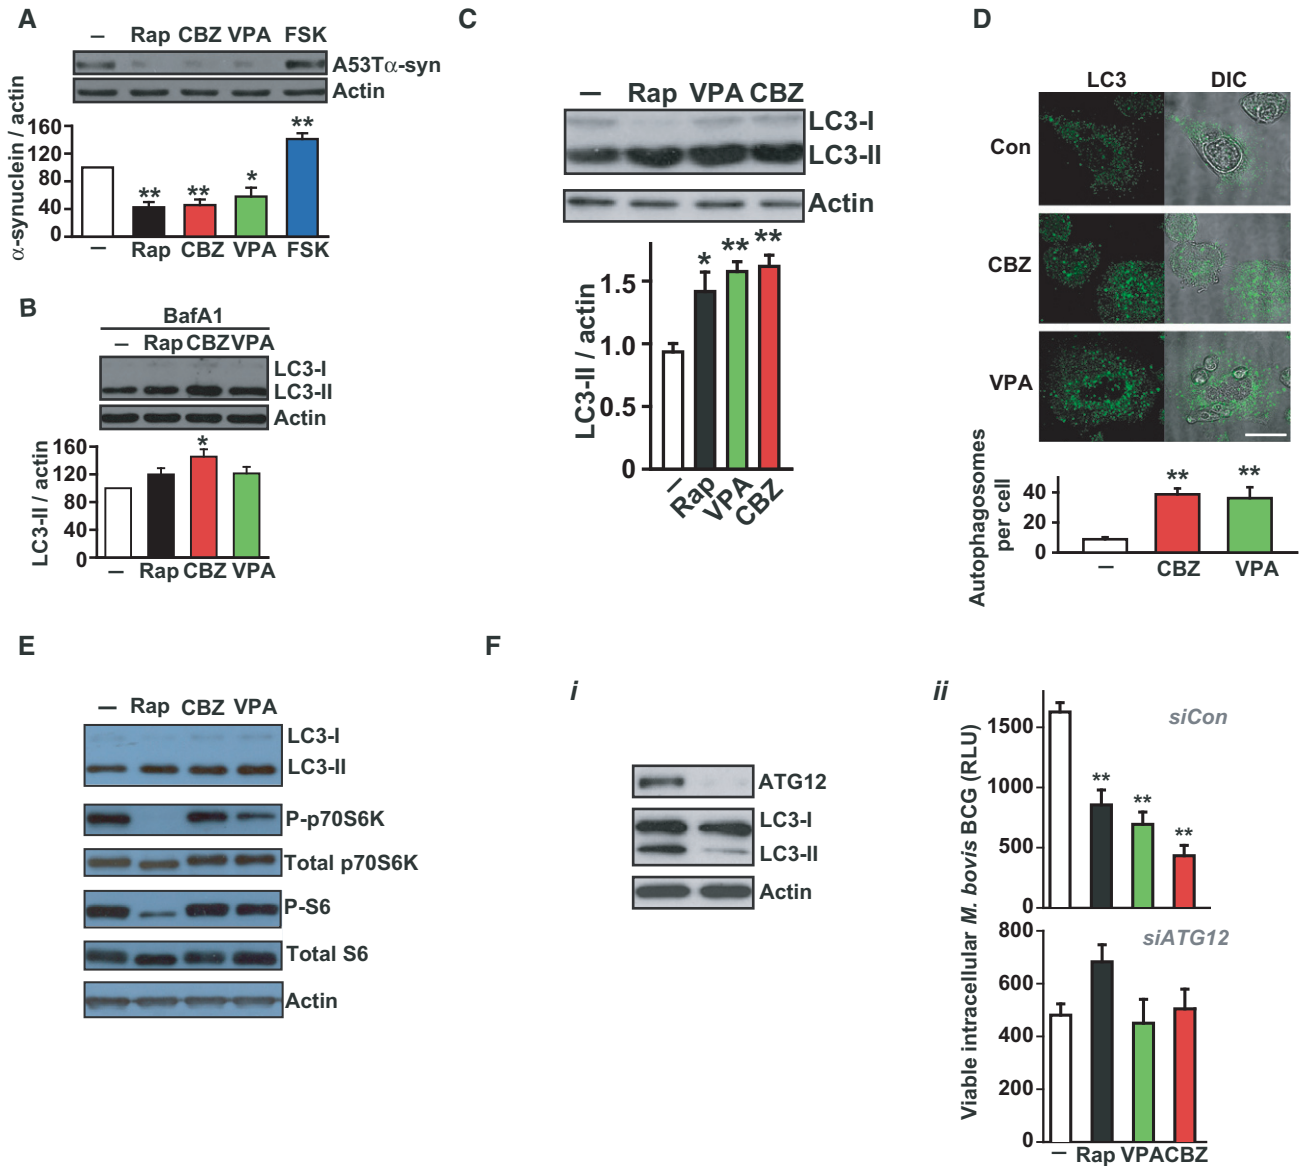 A
– Rap CBZ VPA FSK
A53Tα-syn
Actin
α-synuclein / actin
160
120
80
40
0
** ** * **
– Rap CBZ VPA FSK
B
BafA1
– Rap CBZ VPA
LC3-I
LC3-II
Actin
LC3-II / actin
160
120
80
40
0
*
– Rap CBZ VPA
C
– Rap VPA CBZ
LC3-I
LC3-II
Actin
LC3-II / actin
1.5
1.0
0.5
0
* ** **
– Rap VPA CBZ
D
LC3 DIC
Con
CBZ
VPA
Autophagosomes
per cell
40
20
0
** **
– CBZ VPA
E
– Rap CBZ VPA
LC3-I
LC3-II
P-p70S6K
Total p70S6K
P-S6
Total S6
Actin
F
i
ATG12
LC3-I
LC3-II
Actin
ii
Viable intracellular M. bovis BCG (RLU)
siCon
1500
1000
500
0
** ** **
siATG12
800
600
400
200
0
– Rap VPA CBZ